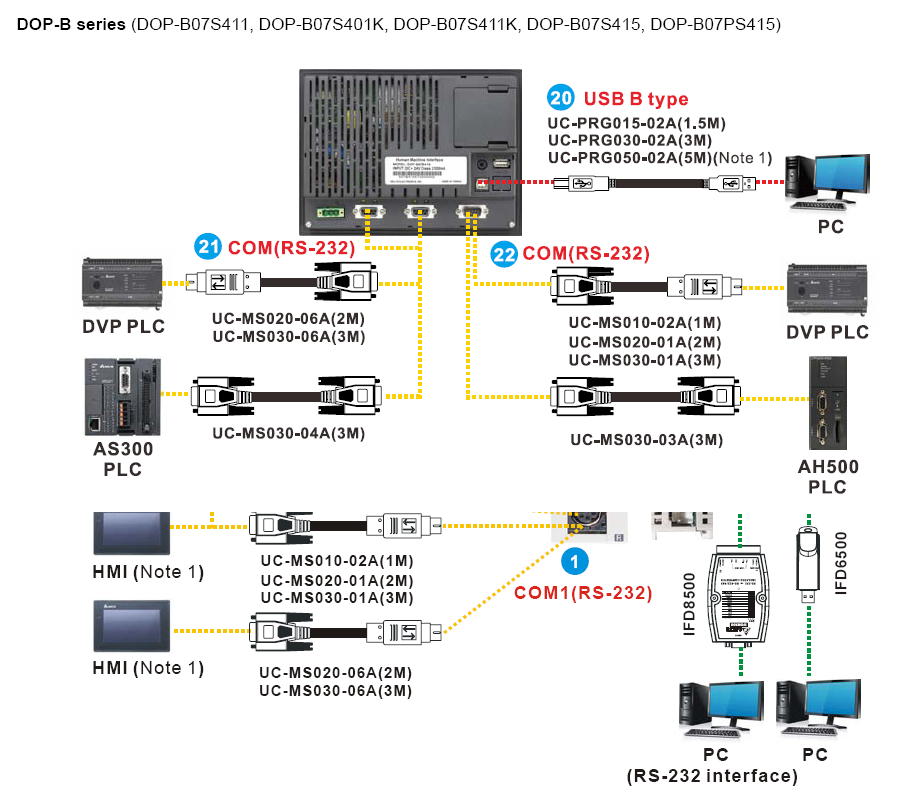 DOP-B series (DOP-B07S411, DOP-B07S401K, DOP-B07S411K, DOP-B07S415, DOP-B07PS415)
20 USB B type
UC-PRG015-02A(1.5M)
UC-PRG030-02A(3M)
UC-PRG050-02A(5M)(Note 1)
Human Machine Interface
PC
21 COM(RS-232)
22 COM(RS-232)
DVP PLC
UC-MS020-06A(2M)
UC-MS030-06A(3M)
UC-MS010-02A(1M)
UC-MS020-01A(2M)
UC-MS030-01A(3M)
DVP PLC
AS300
PLC
UC-MS030-04A(3M)
UC-MS030-03A(3M)
AH500
PLC
HMI (Note 1)
UC-MS010-02A(1M)
UC-MS020-01A(2M)
UC-MS030-01A(3M)
1
COM1(RS-232)
IFD8500
IFD6500
HMI (Note 1)
UC-MS020-06A(2M)
UC-MS030-06A(3M)
PC
(RS-232 interface)
PC